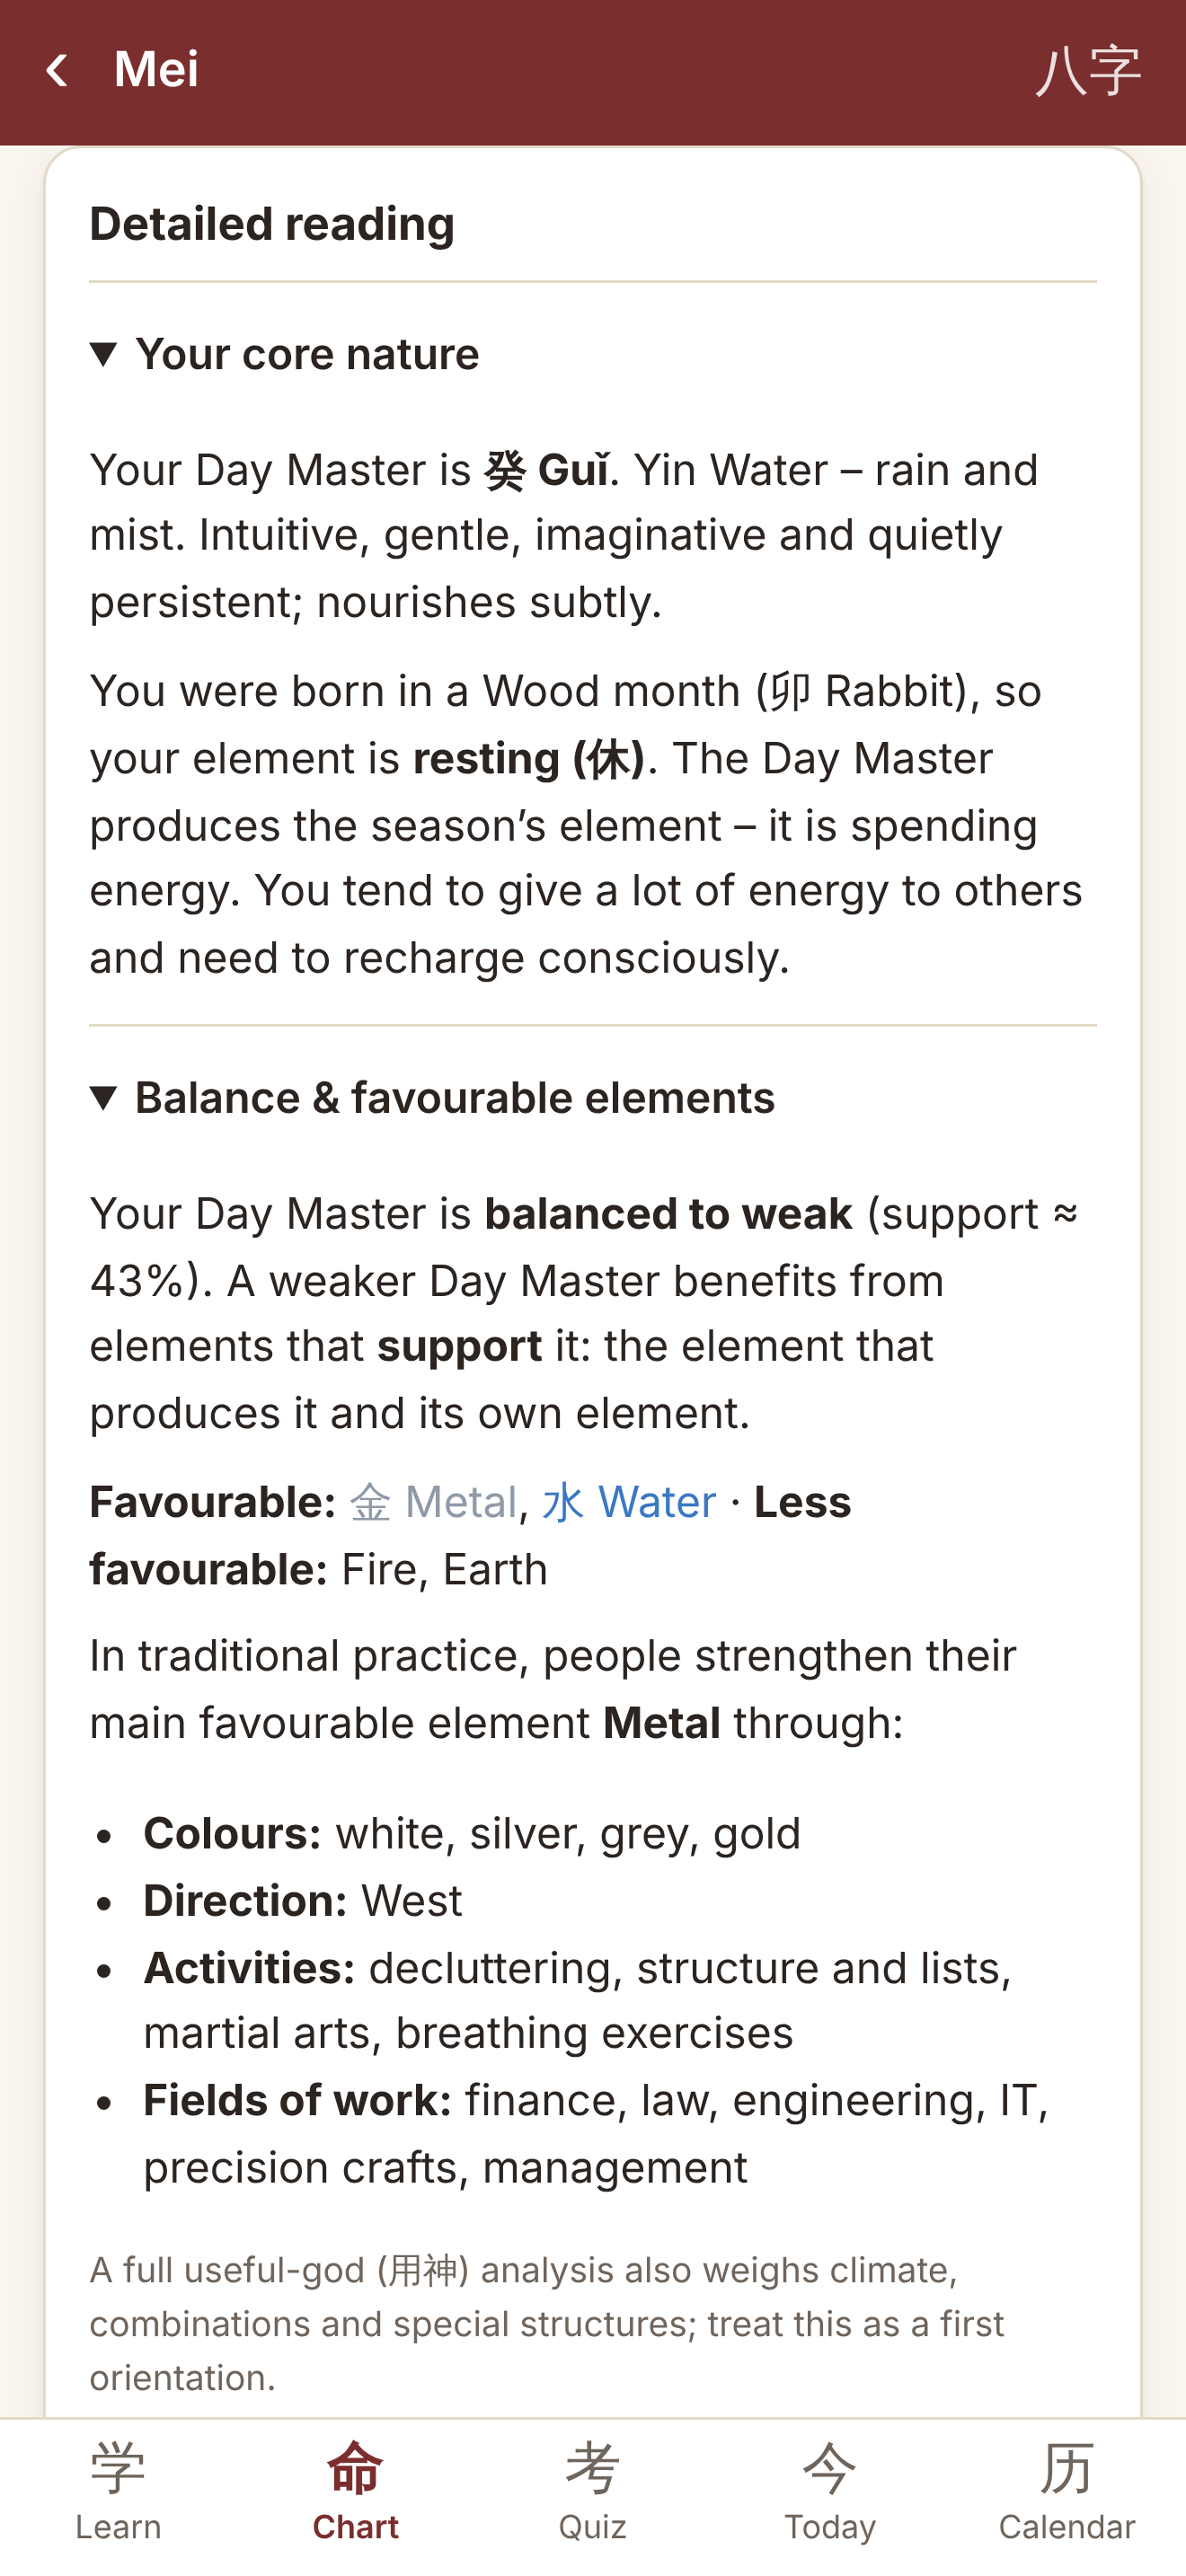 Mei
八字
Detailed reading
▼ Your core nature
Your Day Master is 癸 Guǐ. Yin Water – rain and
mist. Intuitive, gentle, imaginative and quietly
persistent; nourishes subtly.
You were born in a Wood month (卯 Rabbit), so
your element is resting (休). The Day Master
produces the season’s element – it is spending
energy. You tend to give a lot of energy to others
and need to recharge consciously.
▼ Balance & favourable elements
Your Day Master is balanced to weak (support ≈
43%). A weaker Day Master benefits from
elements that support it: the element that
produces it and its own element.
Favourable: 金 Metal, 水 Water · Less
favourable: Fire, Earth
In traditional practice, people strengthen their
main favourable element Metal through:
• Colours: white, silver, grey, gold
• Direction: West
• Activities: decluttering, structure and lists,
martial arts, breathing exercises
• Fields of work: finance, law, engineering, IT,
precision crafts, management
A full useful-god (用神) analysis also weighs climate,
combinations and special structures; treat this as a first
orientation.
学 命 考 今 历
Learn Chart Quiz Today Calendar